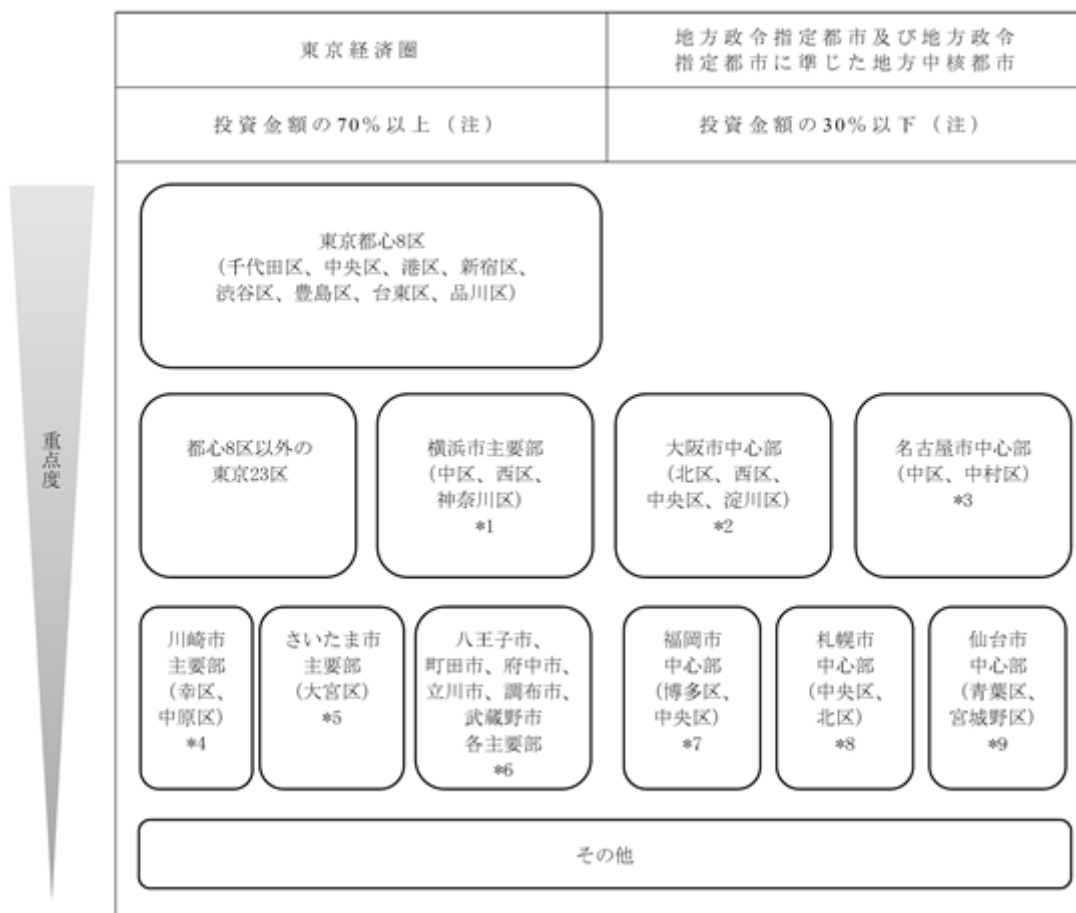 東京経済圏
地方政令指定都市及び地方政令
指定都市に準じた地方中核都市
投資金額の70%以上（注）
投資金額の30%以下（注）
重点度
東京都心8区
（千代田区、中央区、港区、新宿区、
渋谷区、豊島区、台東区、品川区）
都心8区以外の
東京23区
横浜市主要部
（中区、西区、
神奈川区）
*1
大阪市中心部
（北区、西区、
中央区、淀川区）
*2
名古屋市中心部
（中区、中村区）
*3
川崎市
主要部
（幸区、
中原区）
*4
さいたま市
主要部
（大宮区）
*5
八王子市、
町田市、府中市、
立川市、調布市、
武蔵野市
各主要部
*6
福岡市
中心部
（博多区、
中央区）
*7
札幌市
中心部
（中央区、
北区）
*8
仙台市
中心部
（青葉区、
宮城野区）
*9
その他